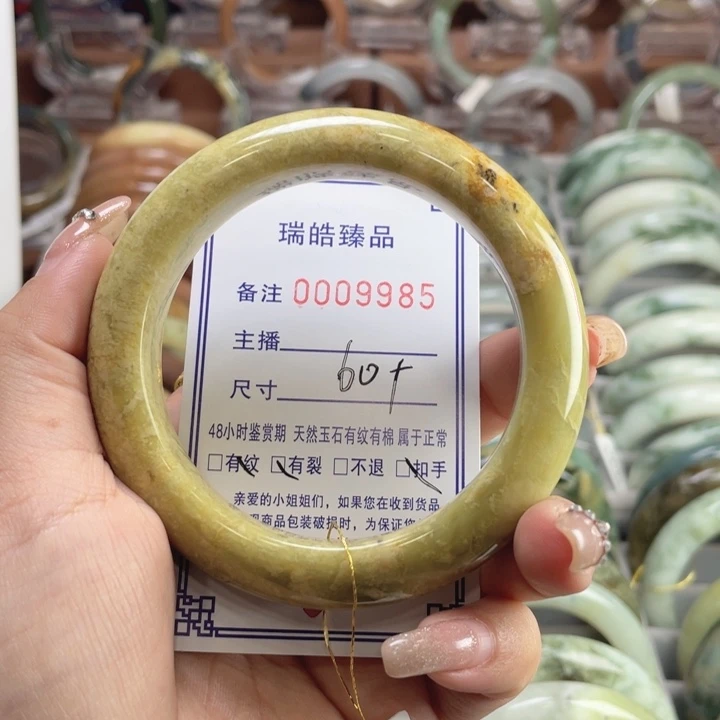 瑞皓臻品
备注 0009985
主播
尺寸 60+
48小时鉴赏期 天然玉石有纹有棉属于正常
□有纹 □有裂 □不退 □扣手
亲爱的小姐姐们，如果您在收到货品
商品包装破损时，为保证您